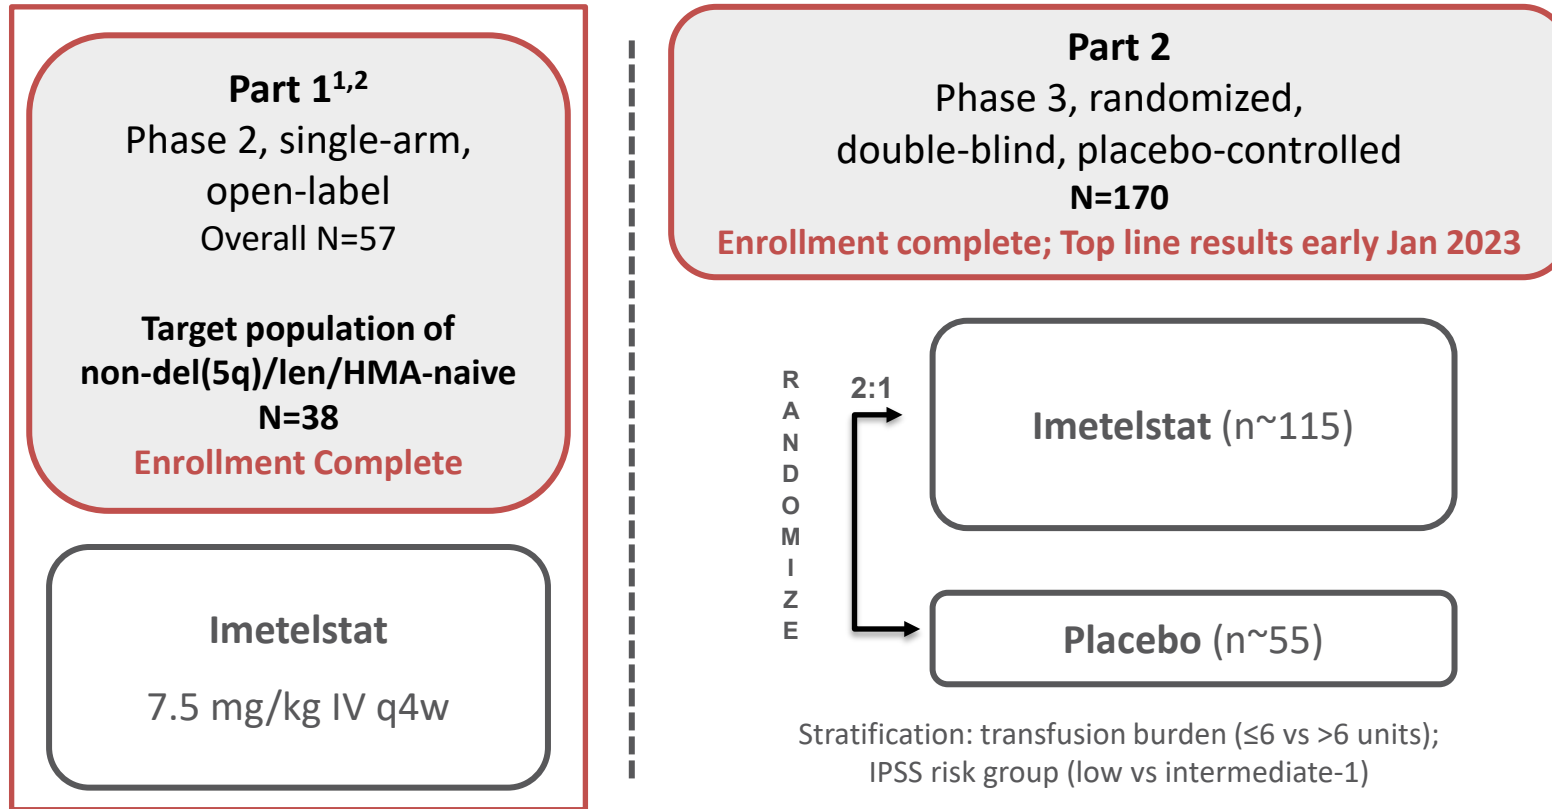 Part 1¹,²
Phase 2, single-arm,
open-label
Overall N=57
Target population of
non-del(5q)/len/HMA-naive
N=38
Enrollment Complete
Imetelstat
7.5 mg/kg IV q4w
Part 2
Phase 3, randomized,
double-blind, placebo-controlled
N=170
Enrollment complete; Top line results early Jan 2023
RANDOMIZE
2:1
Imetelstat (n~115)
Placebo (n~55)
Stratification: transfusion burden (≤6 vs >6 units);
IPSS risk group (low vs intermediate-1)